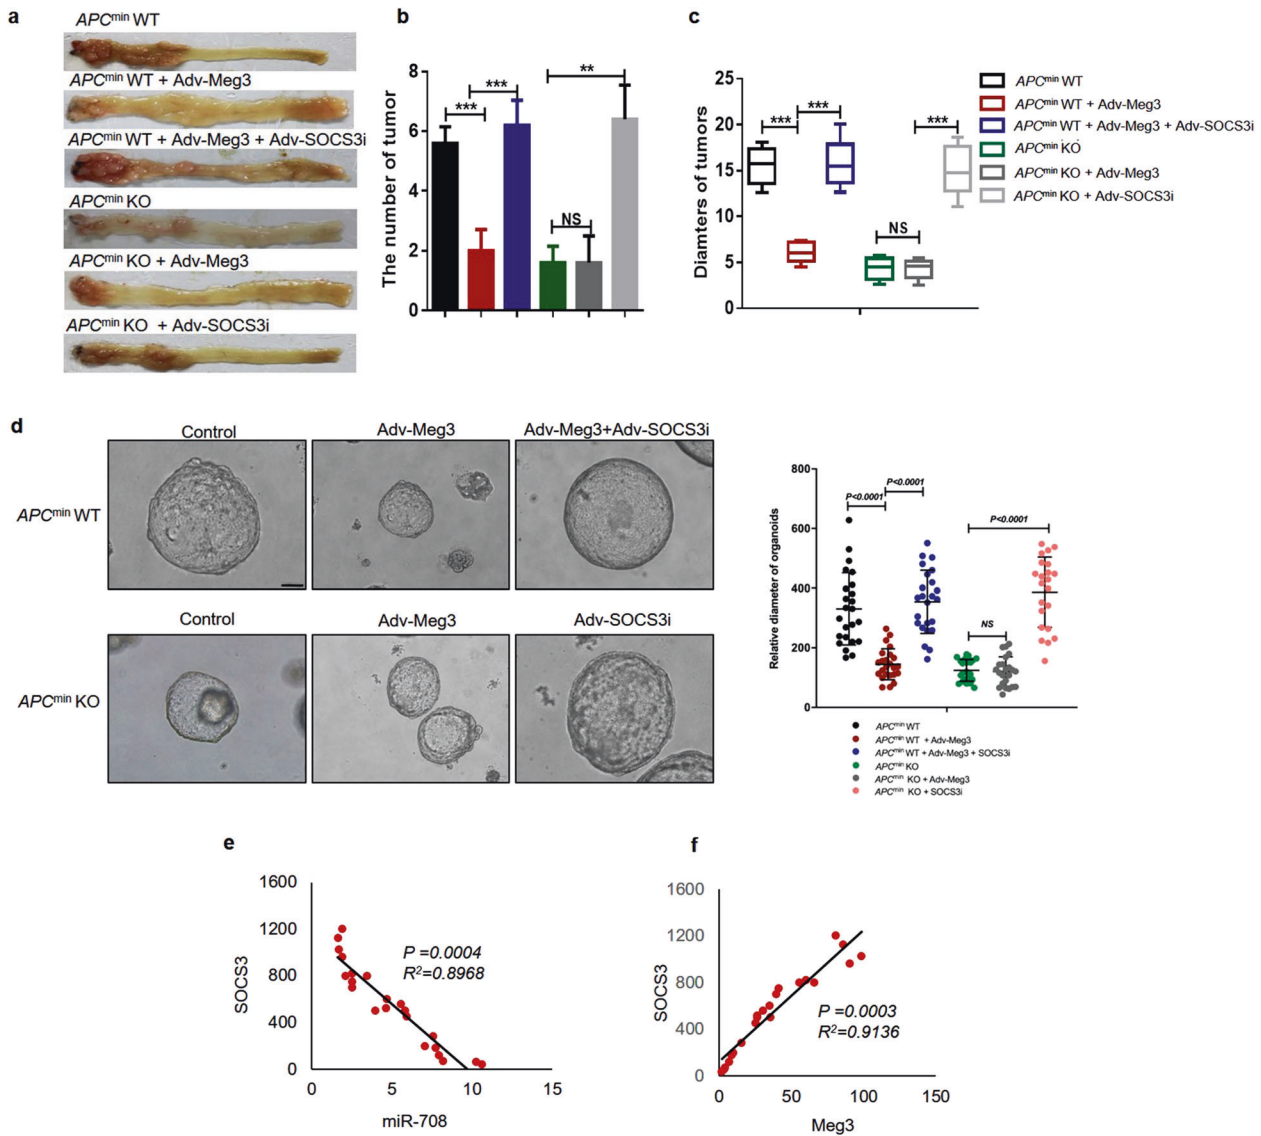 a
APCmin WT
APCmin WT + Adv-Meg3
APCmin WT + Adv-Meg3 + Adv-SOCS3i
APCmin KO
APCmin KO + Adv-Meg3
APCmin KO + Adv-SOCS3i
b
The number of tumor
8
6
4
2
0
***
***
**
NS
c
Diamters of tumors
25
20
15
10
5
0
***
***
***
NS
APCmin WT
APCmin WT + Adv-Meg3
APCmin WT + Adv-Meg3 + Adv-SOCS3i
APCmin KO
APCmin KO + Adv-Meg3
APCmin KO + Adv-SOCS3i
d
Control
Adv-Meg3
Adv-Meg3+Adv-SOCS3i
APCmin WT
Control
Adv-Meg3
Adv-SOCS3i
APCmin KO
Relative diameter of organoids
800
600
400
200
0
P<0.0001
P<0.0001
P<0.0001
NS
APCmin WT
APCmin WT + Adv-Meg3
APCmin WT + Adv-Meg3 + SOCS3i
APCmin KO
APCmin KO + Adv-Meg3
APCmin KO + SOCS3i
e
SOCS3
1600
1200
800
400
0
P =0.0004
R2=0.8968
0 5 10 15
miR-708
f
SOCS3
1600
1200
800
400
0
P =0.0003
R2=0.9136
0 50 100 150
Meg3